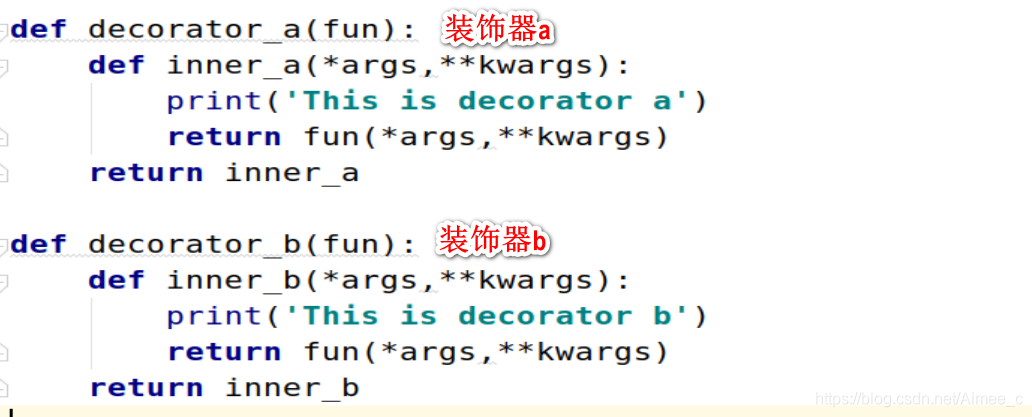 def decorator_a(fun): 装饰器a
    def inner_a(*args,**kwargs):
        print('This is decorator a')
        return fun(*args,**kwargs)
    return inner_a
def decorator_b(fun): 装饰器b
    def inner_b(*args,**kwargs):
        print('This is decorator b')
        return fun(*args,**kwargs)
    return inner_b
https://blog.csdn.net/Aimee_c